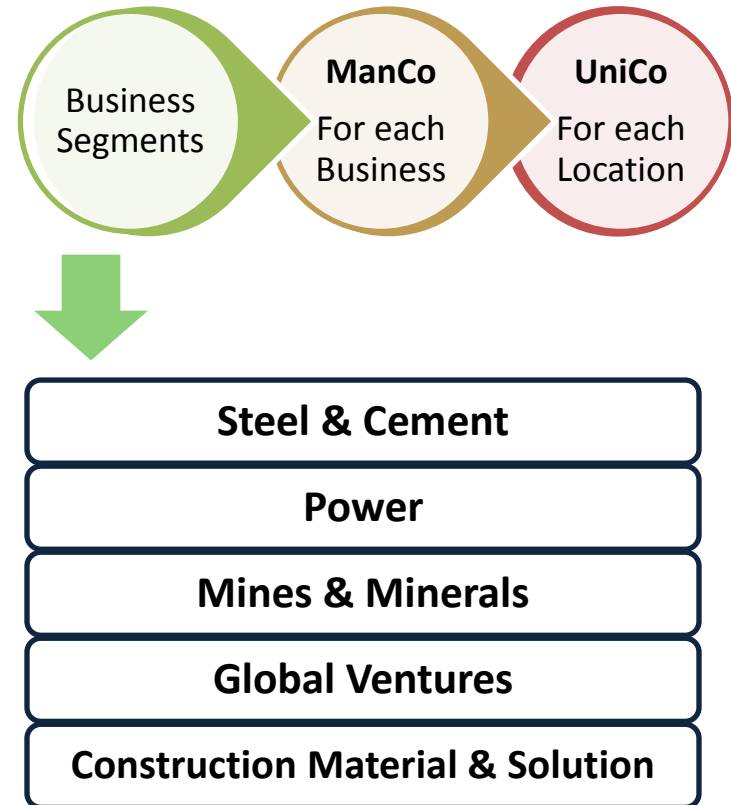 Business
Segments
ManCo
For each
Business
UniCo
For each
Location
Steel & Cement
Power
Mines & Minerals
Global Ventures
Construction Material & Solution